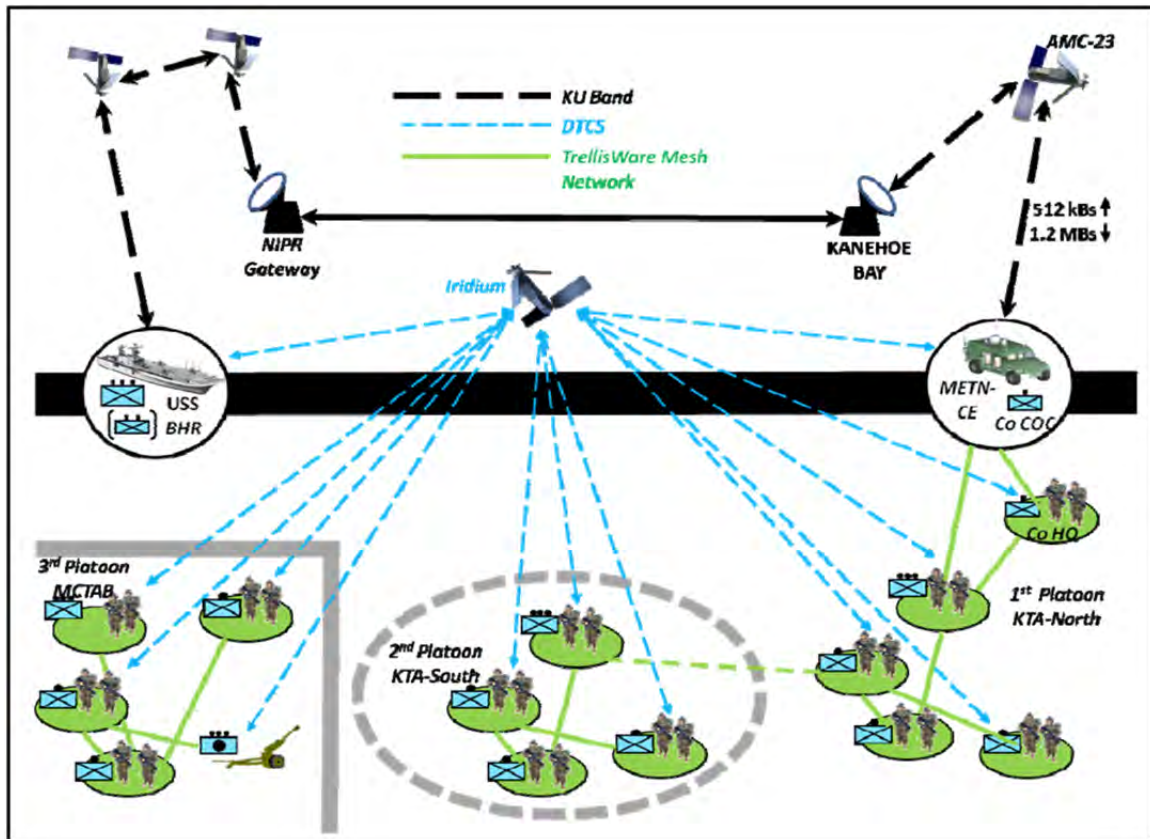 AMC-23
KU Band
DTCS
TrellisWare Mesh
Network
512 kBs
1.2 MBs
NIPR
Gateway
KANEHOE
BAY
Iridium
USS
BHR
METN-
CE
Co COC
Co HQ
3rd Platoon
MCTAB
2nd Platoon
KTA-South
1st Platoon
KTA-North